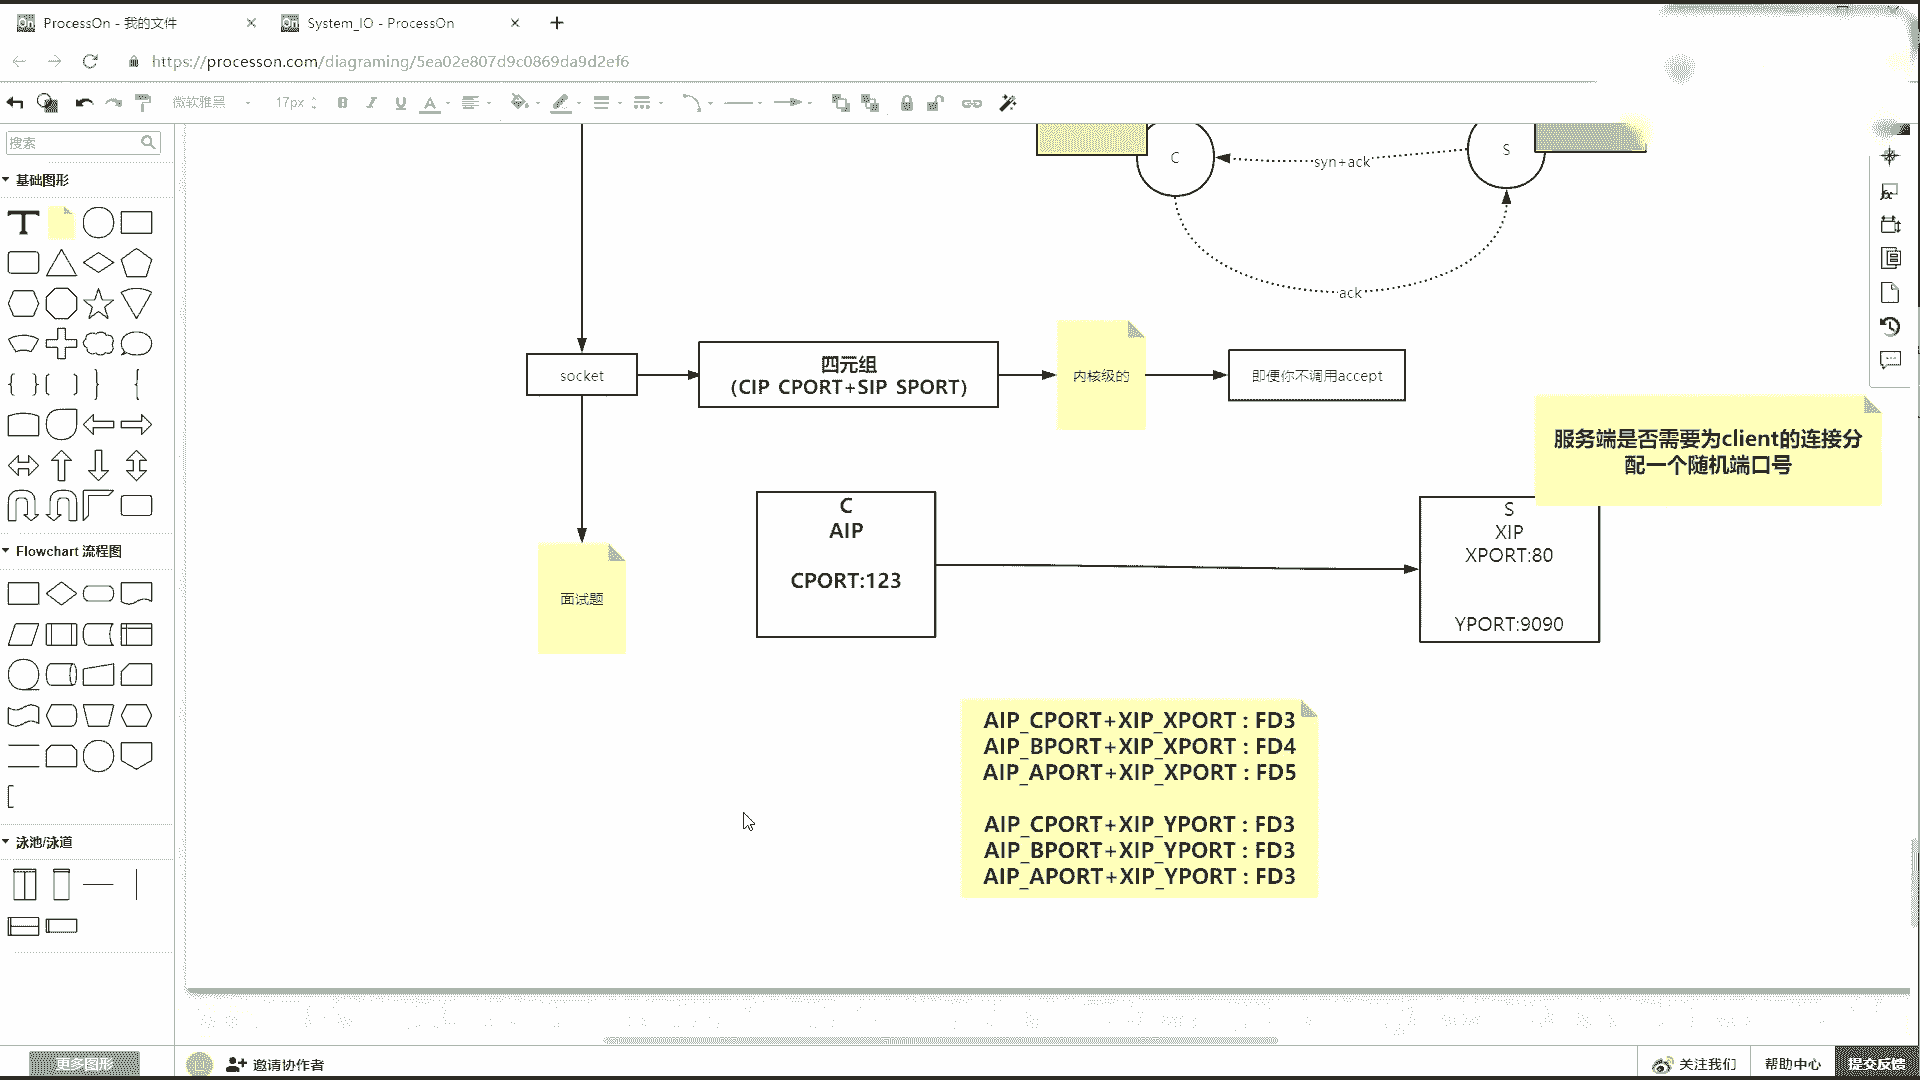 ProcessOn - 我的文件
System_IO - ProcessOn
https://processon.com/diagraming/5ea02e807d9c0869da9d2ef6
微软雅黑
17px
B I U A
搜索
基础图形
T
C
syn+ack
S
ack
socket
四元组
(CIP CPORT+SIP SPORT)
内核级的
即便你不调用accept
服务端是否需要为client的连接分
配一个随机端口号
C
AIP
CPORT:123
S
XIP
XPORT:80
YPORT:9090
面试题
Flowchart 流程图
AIP_CPORT+XIP_XPORT : FD3
AIP_BPORT+XIP_XPORT : FD4
AIP_APORT+XIP_XPORT : FD5
AIP_CPORT+XIP_YPORT : FD3
AIP_BPORT+XIP_YPORT : FD3
AIP_APORT+XIP_YPORT : FD3
泳池/泳道
更多图形
邀请协作者
关注我们
帮助中心
提交反馈